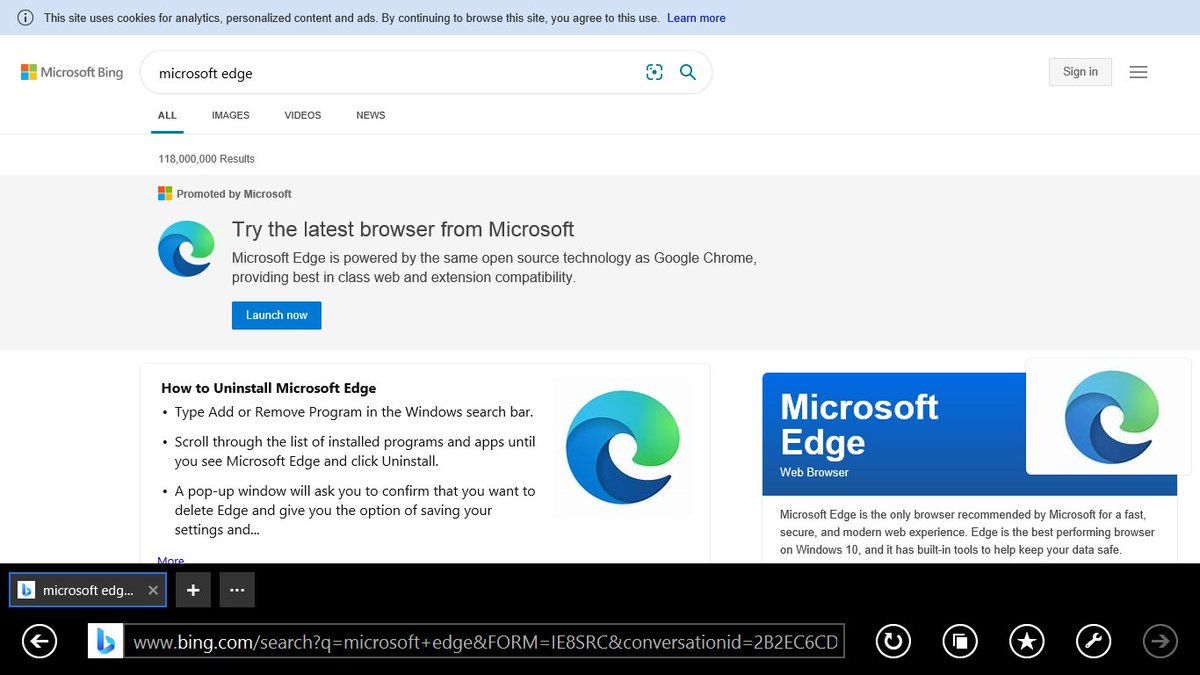 This site uses cookies for analytics, personalized content and ads. By continuing to browse this site, you agree to this use. Learn more
Microsoft Bing
microsoft edge
Sign in
ALL IMAGES VIDEOS NEWS
118,000,000 Results
Promoted by Microsoft
Try the latest browser from Microsoft
Microsoft Edge is powered by the same open source technology as Google Chrome,
providing best in class web and extension compatibility.
Launch now
How to Uninstall Microsoft Edge
• Type Add or Remove Program in the Windows search bar.
• Scroll through the list of installed programs and apps until
you see Microsoft Edge and click Uninstall.
• A pop-up window will ask you to confirm that you want to
delete Edge and give you the option of saving your
settings and...
More
Microsoft
Edge
Web Browser
Microsoft Edge is the only browser recommended by Microsoft for a fast,
secure, and modern web experience. Edge is the best performing browser
on Windows 10, and it has built-in tools to help keep your data safe.
microsoft edg...
www.bing.com/search?q=microsoft+edge&FORM=IE8SRC&conversationid=2B2EC6CD